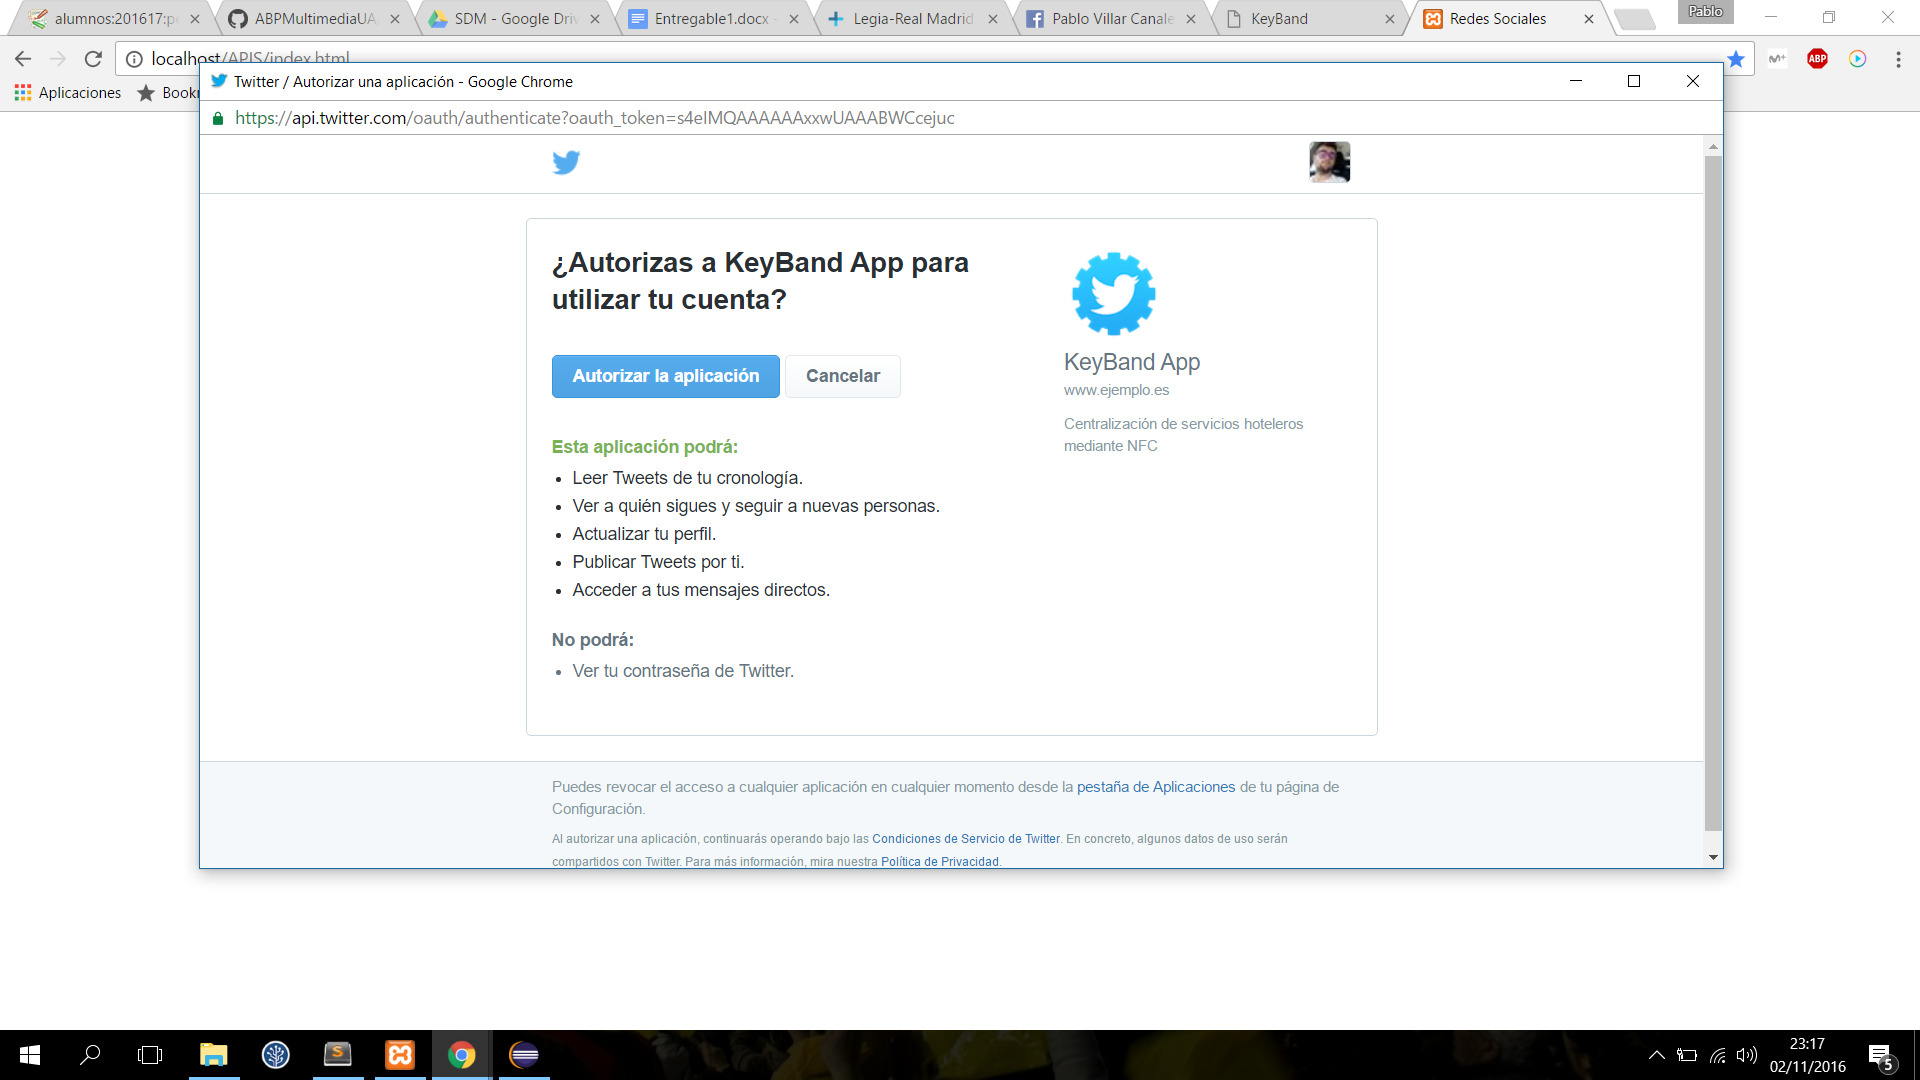 alumnos:201617:p
ABPMultimediaUA
SDM - Google Driv
Entregable1.docx
Legia-Real Madrid
Pablo Villar Canale
KeyBand
Redes Sociales
Pablo
localhost/APIS/index.html
ABP
Aplicaciones
Bookr
Twitter / Autorizar una aplicación - Google Chrome
https://api.twitter.com/oauth/authenticate?oauth_token=s4elMQAAAAAAxxwUAAABWCcejuc
¿Autorizas a KeyBand App para
utilizar tu cuenta?
Autorizar la aplicación
Cancelar
KeyBand App
www.ejemplo.es
Centralización de servicios hoteleros
mediante NFC
Esta aplicación podrá:
• Leer Tweets de tu cronología.
• Ver a quién sigues y seguir a nuevas personas.
• Actualizar tu perfil.
• Publicar Tweets por ti.
• Acceder a tus mensajes directos.
No podrá:
• Ver tu contraseña de Twitter.
Puedes revocar el acceso a cualquier aplicación en cualquier momento desde la pestaña de Aplicaciones de tu página de
Configuración.
Al autorizar una aplicación, continuarás operando bajo las Condiciones de Servicio de Twitter. En concreto, algunos datos de uso serán
compartidos con Twitter. Para más información, mira nuestra Política de Privacidad.
23:17
02/11/2016
5